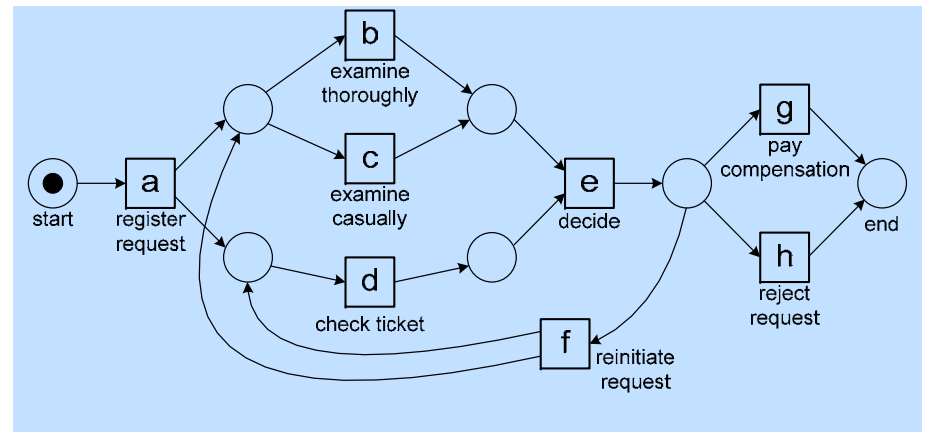 b
examine
thoroughly
c
examine
casually
start
a
register
request
d
check ticket
e
decide
f
reinitiate
request
g
pay
compensation
h
reject
request
end